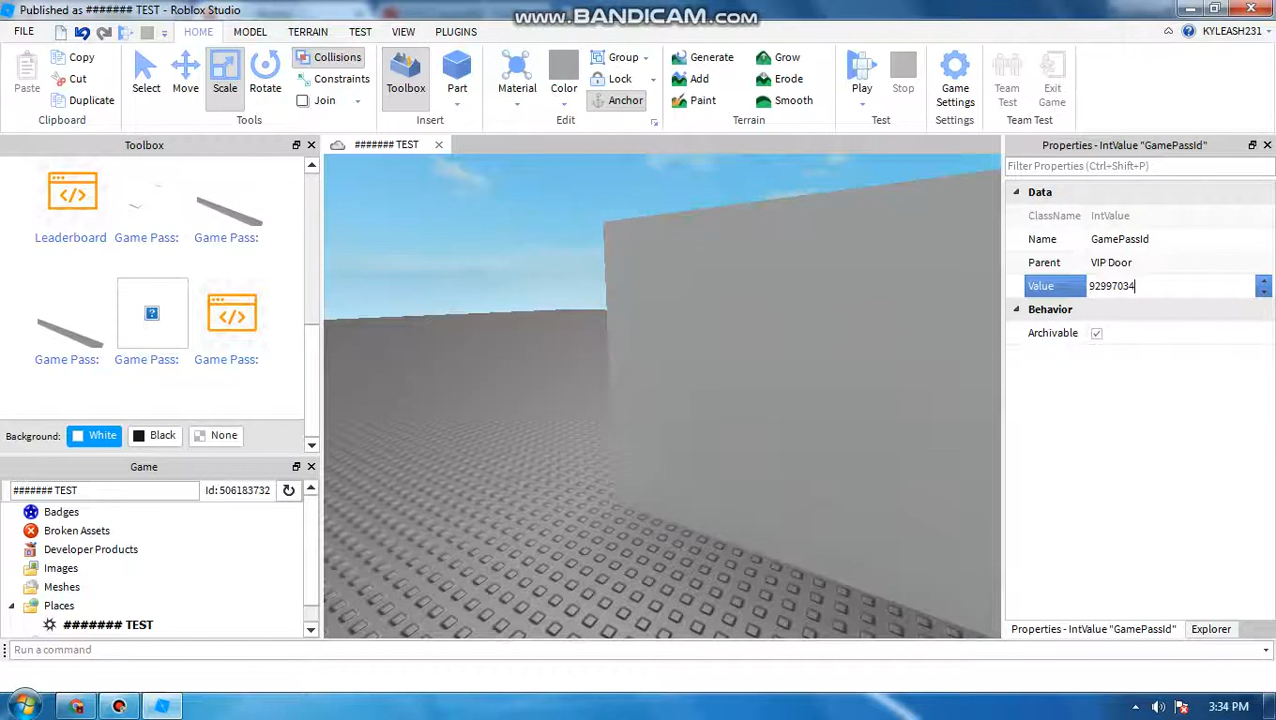 Published as ####### TEST - Roblox Studio
www.BANDICAM.com
FILE
HOME
MODEL
TERRAIN
TEST
VIEW
PLUGINS
KYLEASH231
Paste
Copy
Cut
Duplicate
Clipboard
Select
Move
Scale
Rotate
Collisions
Constraints
Join
Tools
Toolbox
Part
Insert
Material
Color
Group
Lock
Anchor
Edit
Generate
Add
Paint
Grow
Erode
Smooth
Terrain
Play
Stop
Test
Game Settings
Settings
Team Test
Exit Game
Team Test
Toolbox
Leaderboard
Game Pass:
Game Pass:
Game Pass:
Game Pass:
Game Pass:
Background:
White
Black
None
Game
####### TEST
Id: 506183732
Badges
Broken Assets
Developer Products
Images
Meshes
Places
####### TEST
####### TEST
Properties - IntValue "GamePassId"
Filter Properties (Ctrl+Shift+P)
Data
ClassName IntValue
Name GamePassId
Parent VIP Door
Value 92997034
Behavior
Archivable
Properties - IntValue "GamePassId"
Explorer
Run a command
3:34 PM